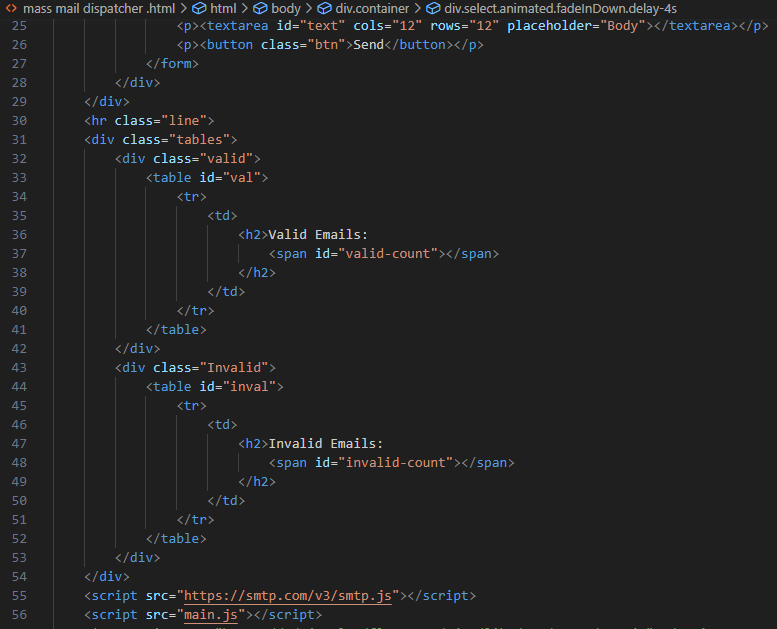 mass mail dispatcher .html > html > body > div.container > div.select.animated.fadeInDown.delay-4s
25 <p><textarea id="text" cols="12" rows="12" placeholder="Body"></textarea></p>
26 <p><button class="btn">Send</button></p>
27 </form>
28 </div>
29 </div>
30 <hr class="line">
31 <div class="tables">
32 <div class="valid">
33 <table id="val">
34 <tr>
35 <td>
36 <h2>Valid Emails:
37 <span id="valid-count"></span>
38 </h2>
39 </td>
40 </tr>
41 </table>
42 </div>
43 <div class="Invalid">
44 <table id="inval">
45 <tr>
46 <td>
47 <h2>Invalid Emails:
48 <span id="invalid-count"></span>
49 </h2>
50 </td>
51 </tr>
52 </table>
53 </div>
54 </div>
55 <script src="https://smtp.com/v3/smtp.js"></script>
56 <script src="main.js"></script>